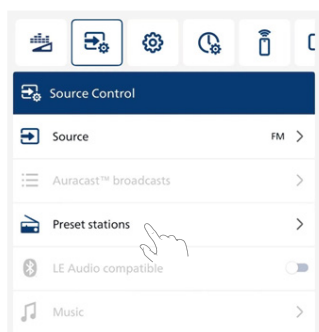 Source Control
Source FM
Auracast™ broadcasts
Preset stations
LE Audio compatible
Music